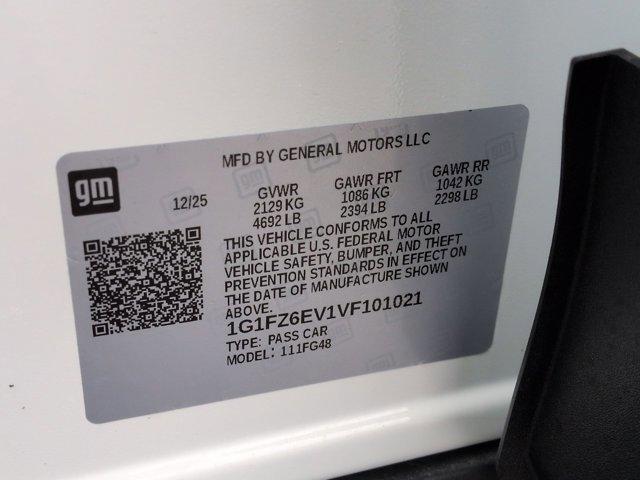 MFD BY GENERAL MOTORS LLC
gm
12/25
GVWR
2129 KG
4692 LB
GAWR FRT
1086 KG
2394 LB
GAWR RR
1042 KG
2298 LB
THIS VEHICLE CONFORMS TO ALL
APPLICABLE U.S. FEDERAL MOTOR
VEHICLE SAFETY, BUMPER, AND THEFT
PREVENTION STANDARDS IN EFFECT ON
THE DATE OF MANUFACTURE SHOWN
ABOVE.
1G1FZ6EV1VF101021
TYPE: PASS CAR
MODEL: 111FG48